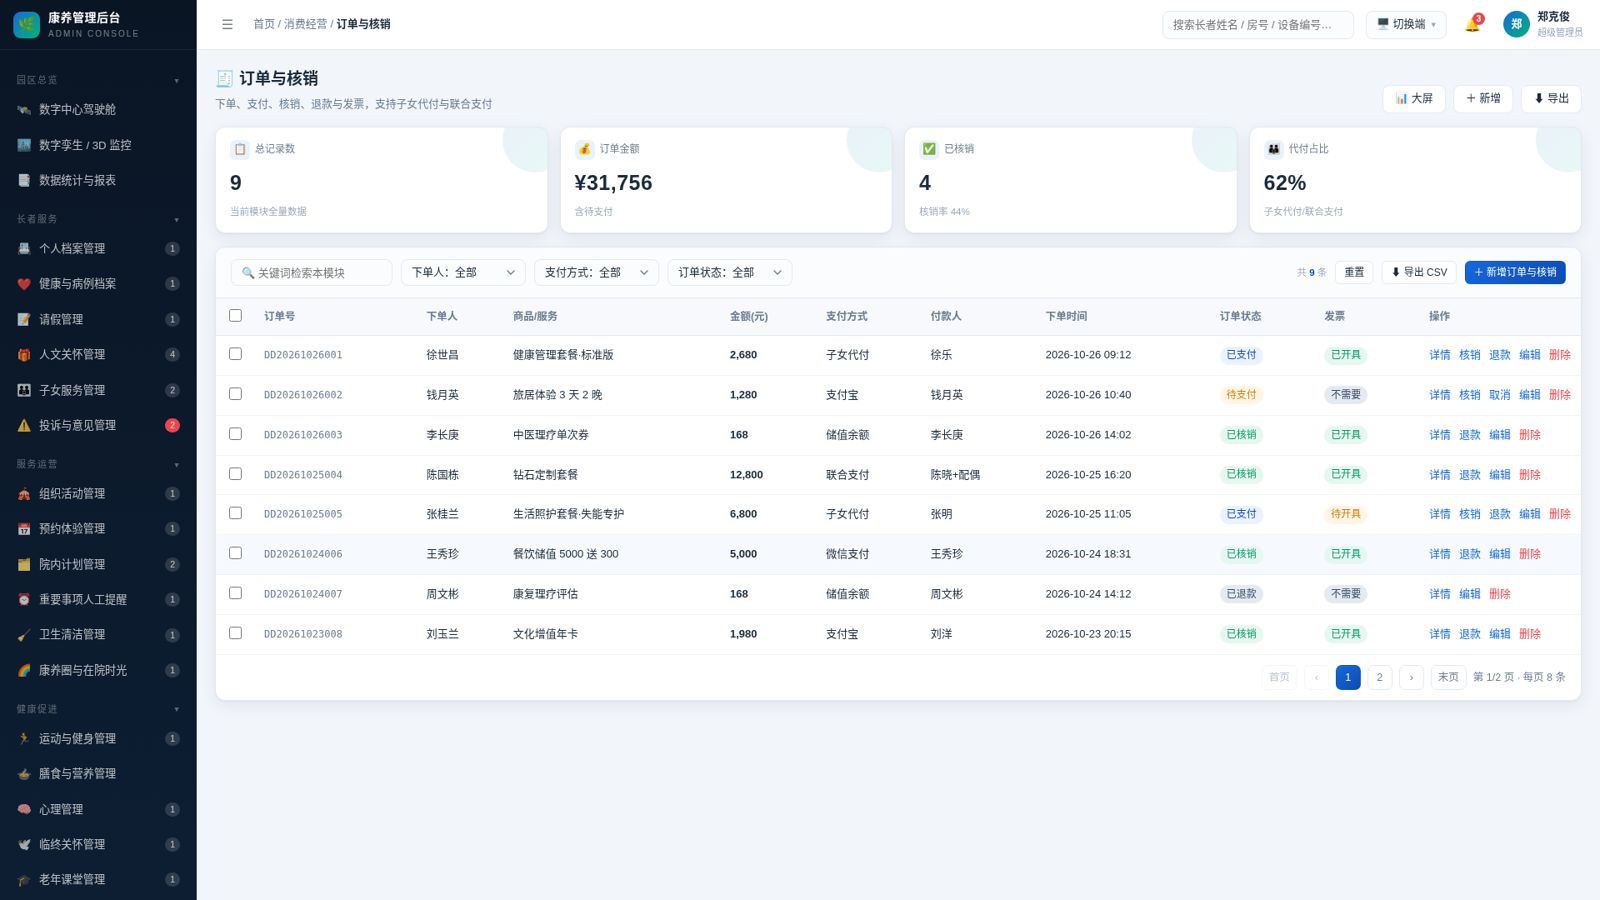 康养管理后台
ADMIN CONSOLE
园区总览
数字中心驾驶舱
数字孪生 / 3D 监控
数据统计与报表
长者服务
个人档案管理 1
健康与病例档案 1
请假管理 1
人文关怀管理 4
子女服务管理 2
投诉与意见管理 2
服务运营
组织活动管理 1
预约体验管理 1
院内计划管理 2
重要事项人工提醒 1
卫生清洁管理 1
康养圈与在院时光 1
健康促进
运动与健身管理 1
膳食与营养管理
心理管理 1
临终关怀管理 1
老年课堂管理 1
首页 / 消费经营 / 订单与核销
搜索长者姓名 / 房号 / 设备编号…
切换端
3
郑
郑克俊
超级管理员
订单与核销
下单、支付、核销、退款与发票，支持子女代付与联合支付
大屏
＋ 新增
导出
总记录数
9
当前模块全量数据
订单金额
¥31,756
含待支付
已核销
4
核销率 44%
代付占比
62%
子女代付/联合支付
关键词检索本模块
下单人：全部
支付方式：全部
订单状态：全部
共 9 条
重置
导出 CSV
＋ 新增订单与核销
订单号 下单人 商品/服务 金额(元) 支付方式 付款人 下单时间 订单状态 发票 操作
DD20261026001 徐世昌 健康管理套餐·标准版 2,680 子女代付 徐乐 2026-10-26 09:12 已支付 已开具 详情 核销 退款 编辑 删除
DD20261026002 钱月英 旅居体验 3 天 2 晚 1,280 支付宝 钱月英 2026-10-26 10:40 待支付 不需要 详情 核销 取消 编辑 删除
DD20261026003 李长庚 中医理疗单次券 168 储值余额 李长庚 2026-10-26 14:02 已核销 已开具 详情 退款 编辑 删除
DD20261025004 陈国栋 钻石定制套餐 12,800 联合支付 陈晓+配偶 2026-10-25 16:20 已核销 已开具 详情 退款 编辑 删除
DD20261025005 张桂兰 生活照护套餐·失能专护 6,800 子女代付 张明 2026-10-25 11:05 已支付 待开具 详情 核销 退款 编辑 删除
DD20261024006 王秀珍 餐饮储值 5000 送 300 5,000 微信支付 王秀珍 2026-10-24 18:31 已核销 已开具 详情 退款 编辑 删除
DD20261024007 周文彬 康复理疗评估 168 储值余额 周文彬 2026-10-24 14:12 已退款 不需要 详情 编辑 删除
DD20261023008 刘玉兰 文化增值年卡 1,980 支付宝 刘洋 2026-10-23 20:15 已核销 已开具 详情 退款 编辑 删除
首页 ‹ 1 2 › 末页 第 1/2 页 · 每页 8 条